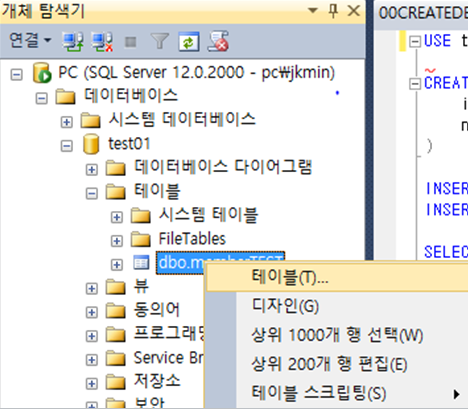 개체 탐색기
연결
PC (SQL Server 12.0.2000 - pc\jkmin)
데이터베이스
시스템 데이터베이스
test01
데이터베이스 다이어그램
테이블
시스템 테이블
FileTables
dbo.memberTEST
뷰
동의어
프로그래밍
Service Br
저장소
보안
테이블(T)...
디자인(G)
상위 1000개 행 선택(W)
상위 200개 행 편집(E)
테이블 스크립팅(S)
00CREATEDE
USE t
CREAT
i
n
)
INSER
INSER
SELEC